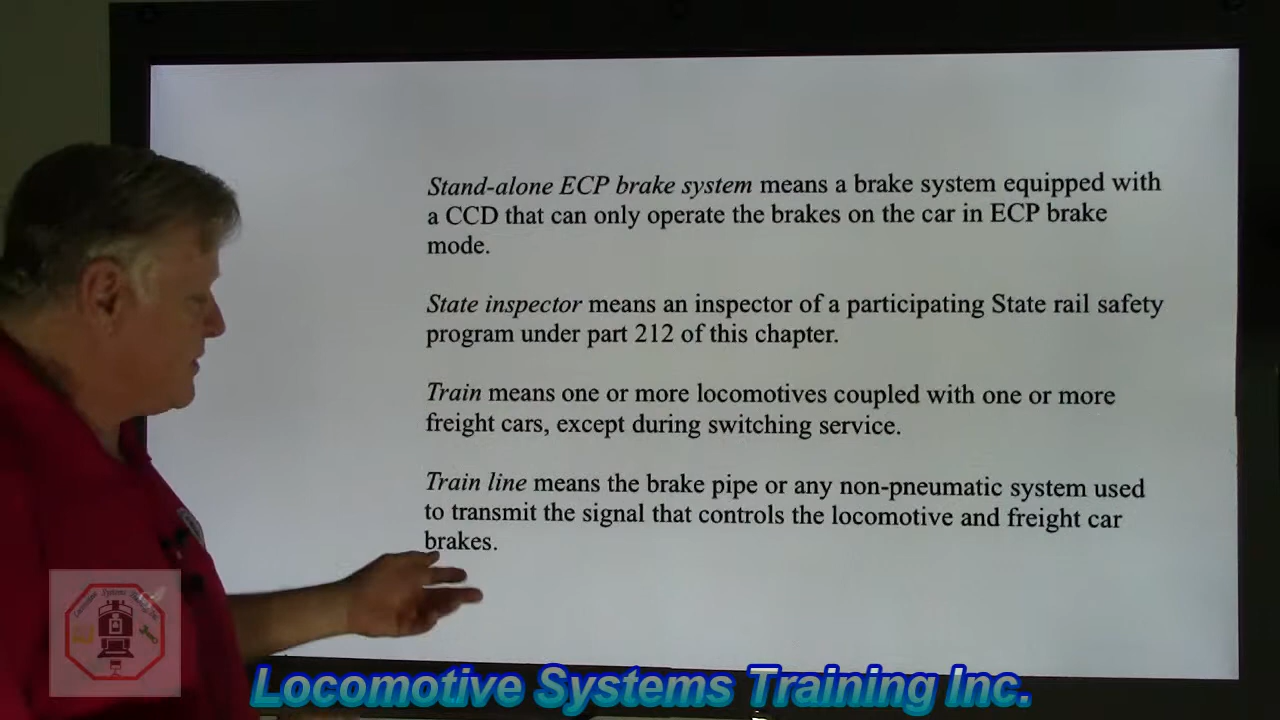 Stand-alone ECP brake system means a brake system equipped with
a CCD that can only operate the brakes on the car in ECP brake
mode.
State inspector means an inspector of a participating State rail safety
program under part 212 of this chapter.
Train means one or more locomotives coupled with one or more
freight cars, except during switching service.
Train line means the brake pipe or any non-pneumatic system used
to transmit the signal that controls the locomotive and freight car
brakes.
Locomotive Systems Training Inc.
Locomotive Systems Training Inc.